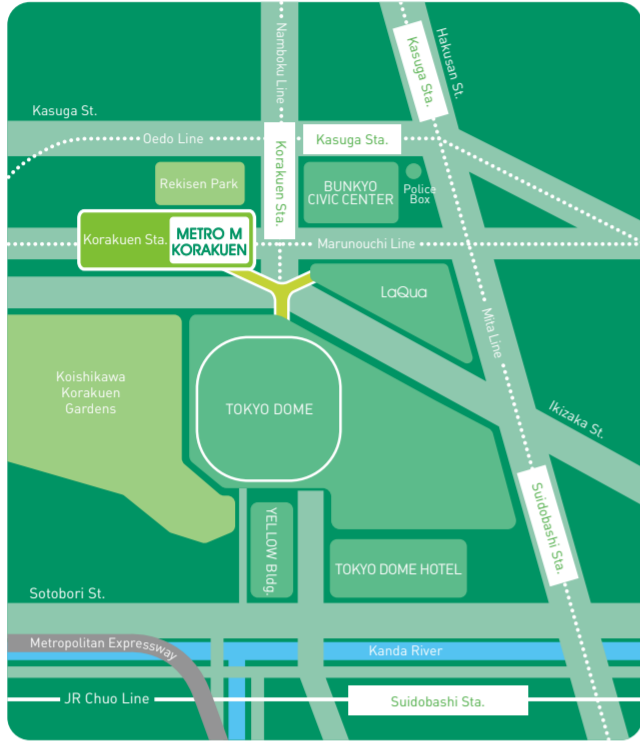 Namboku Line
Kasuga Sta.
Hakusan St.
Kasuga St.
Oedo Line
Korakuen Sta.
Kasuga Sta.
Rekisen Park
BUNKYO
CIVIC CENTER
Police
Box
Korakuen Sta.
METRO M
KORAKUEN
Marunouchi Line
LaQua
Mita Line
Koishikawa
Korakuen
Gardens
TOKYO DOME
Ikizaka St.
Suidobashi Sta.
YELLOW Bldg.
TOKYO DOME HOTEL
Sotobori St.
Metropolitan Expressway
Kanda River
JR Chuo Line
Suidobashi Sta.